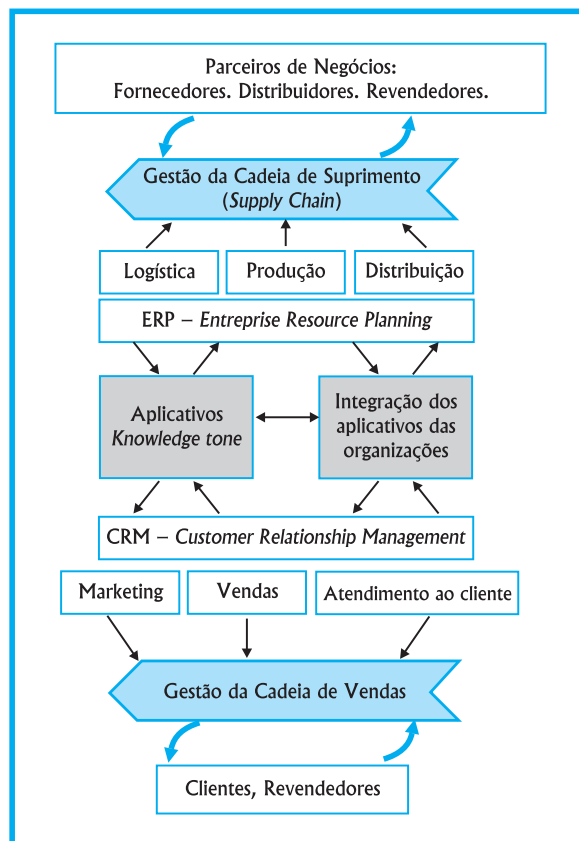 Parceiros de Negócios:
Fornecedores. Distribuidores. Revendedores.
Gestão da Cadeia de Suprimento
(Supply Chain)
Logística
Produção
Distribuição
ERP – Entreprise Resource Planning
Aplicativos
Knowledge tone
Integração dos
aplicativos das
organizações
CRM – Customer Relationship Management
Marketing
Vendas
Atendimento ao cliente
Gestão da Cadeia de Vendas
Clientes, Revendedores